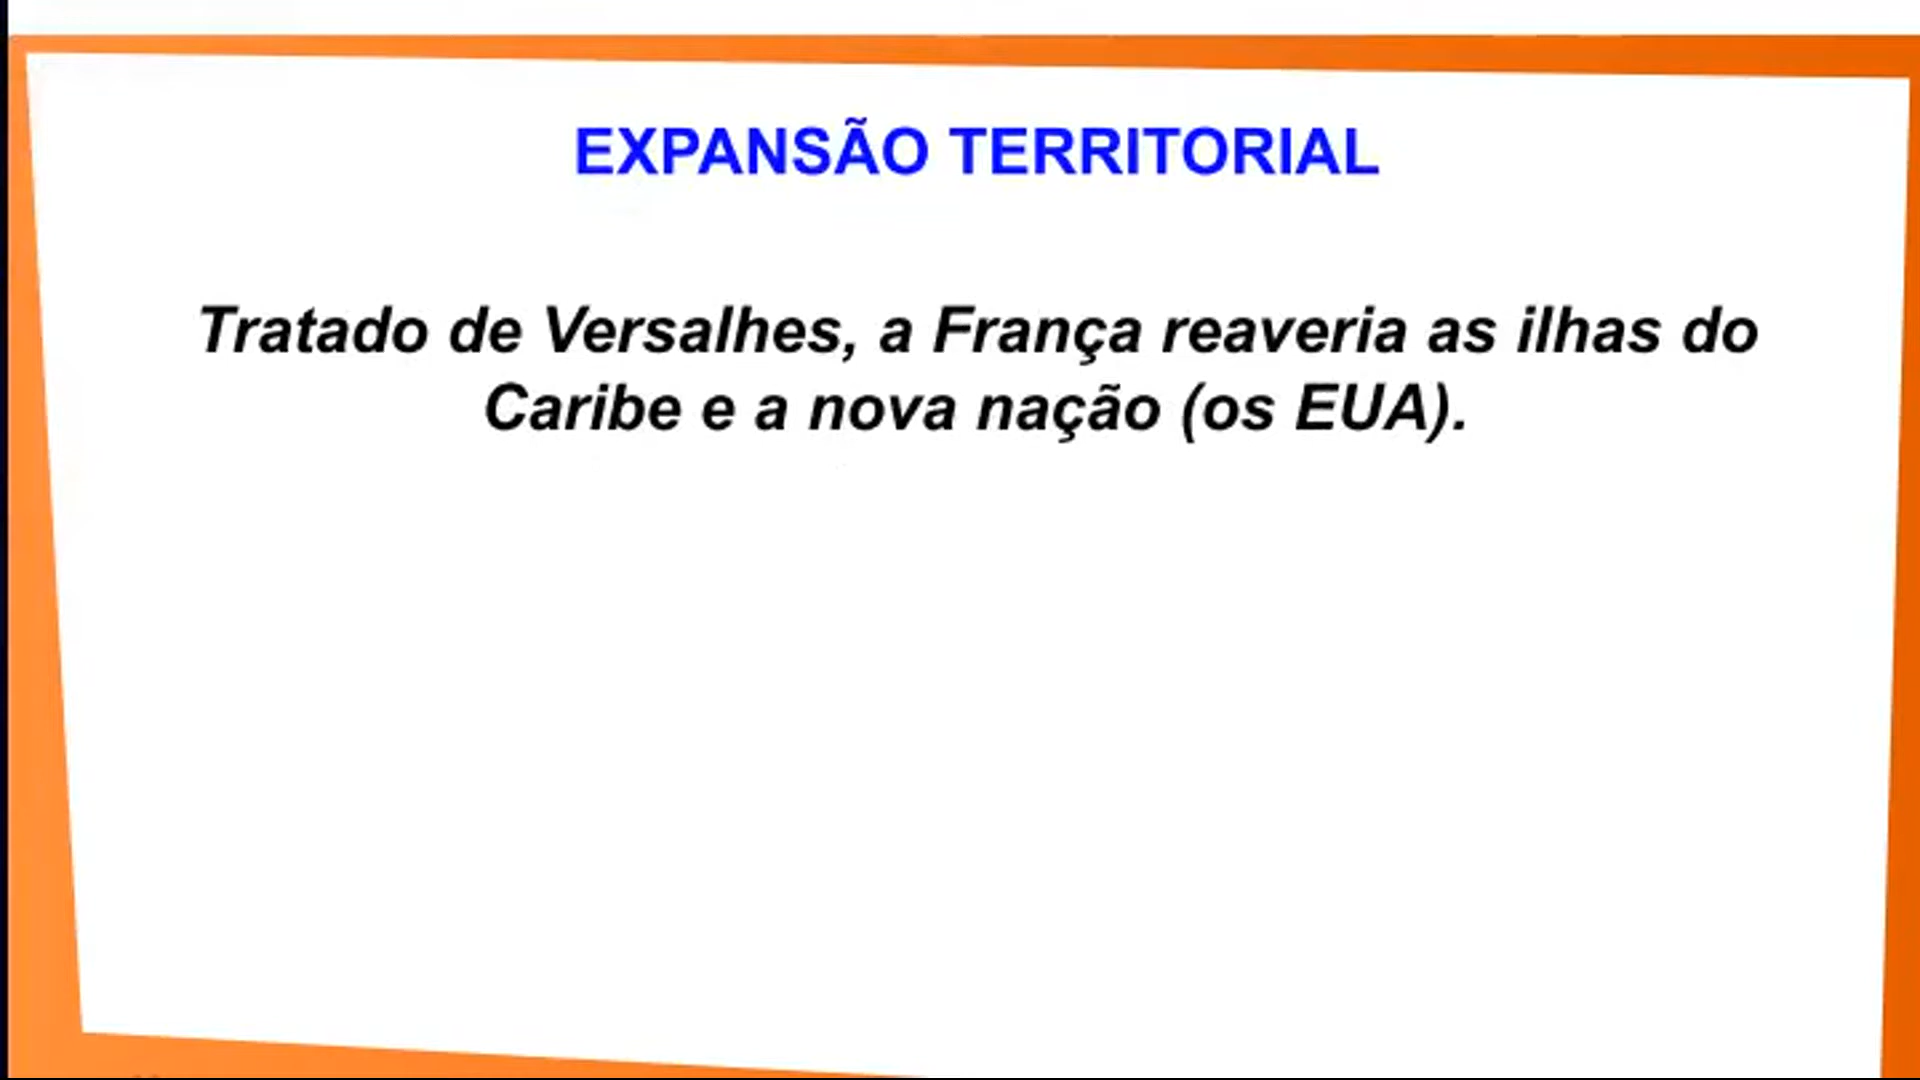 EXPANSÃO TERRITORIAL
Tratado de Versalhes, a França reaveria as ilhas do
Caribe e a nova nação (os EUA).